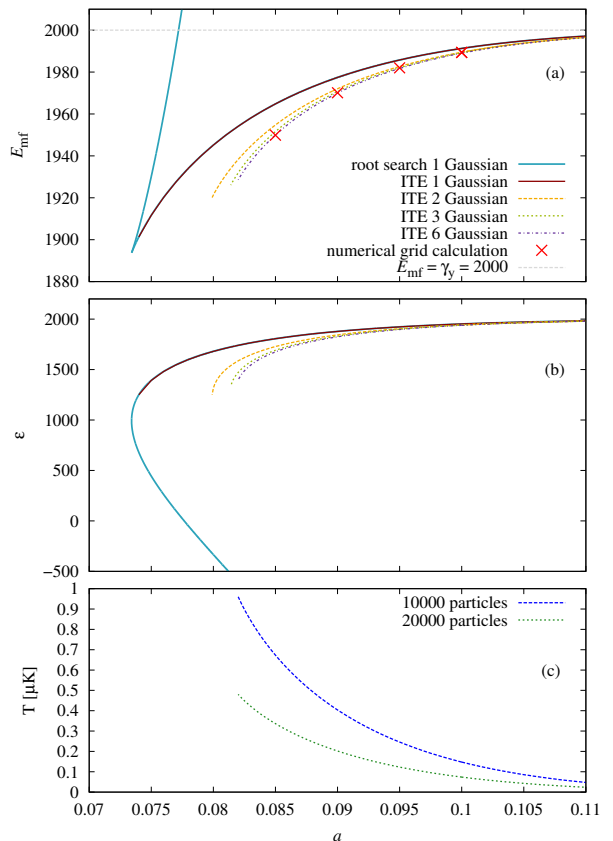 2000
1980
1960
1940
1920
1900
1880
E_mf
(a)
root search 1 Gaussian
ITE 1 Gaussian
ITE 2 Gaussian
ITE 3 Gaussian
ITE 6 Gaussian
numerical grid calculation
E_mf = γ_y = 2000
2000
1500
1000
500
0
−500
ε
(b)
1
0.9
0.8
0.7
0.6
0.5
0.4
0.3
0.2
0.1
0
T [μK]
10000 particles
20000 particles
(c)
0.07 0.075 0.08 0.085 0.09 0.095 0.1 0.105 0.11
a